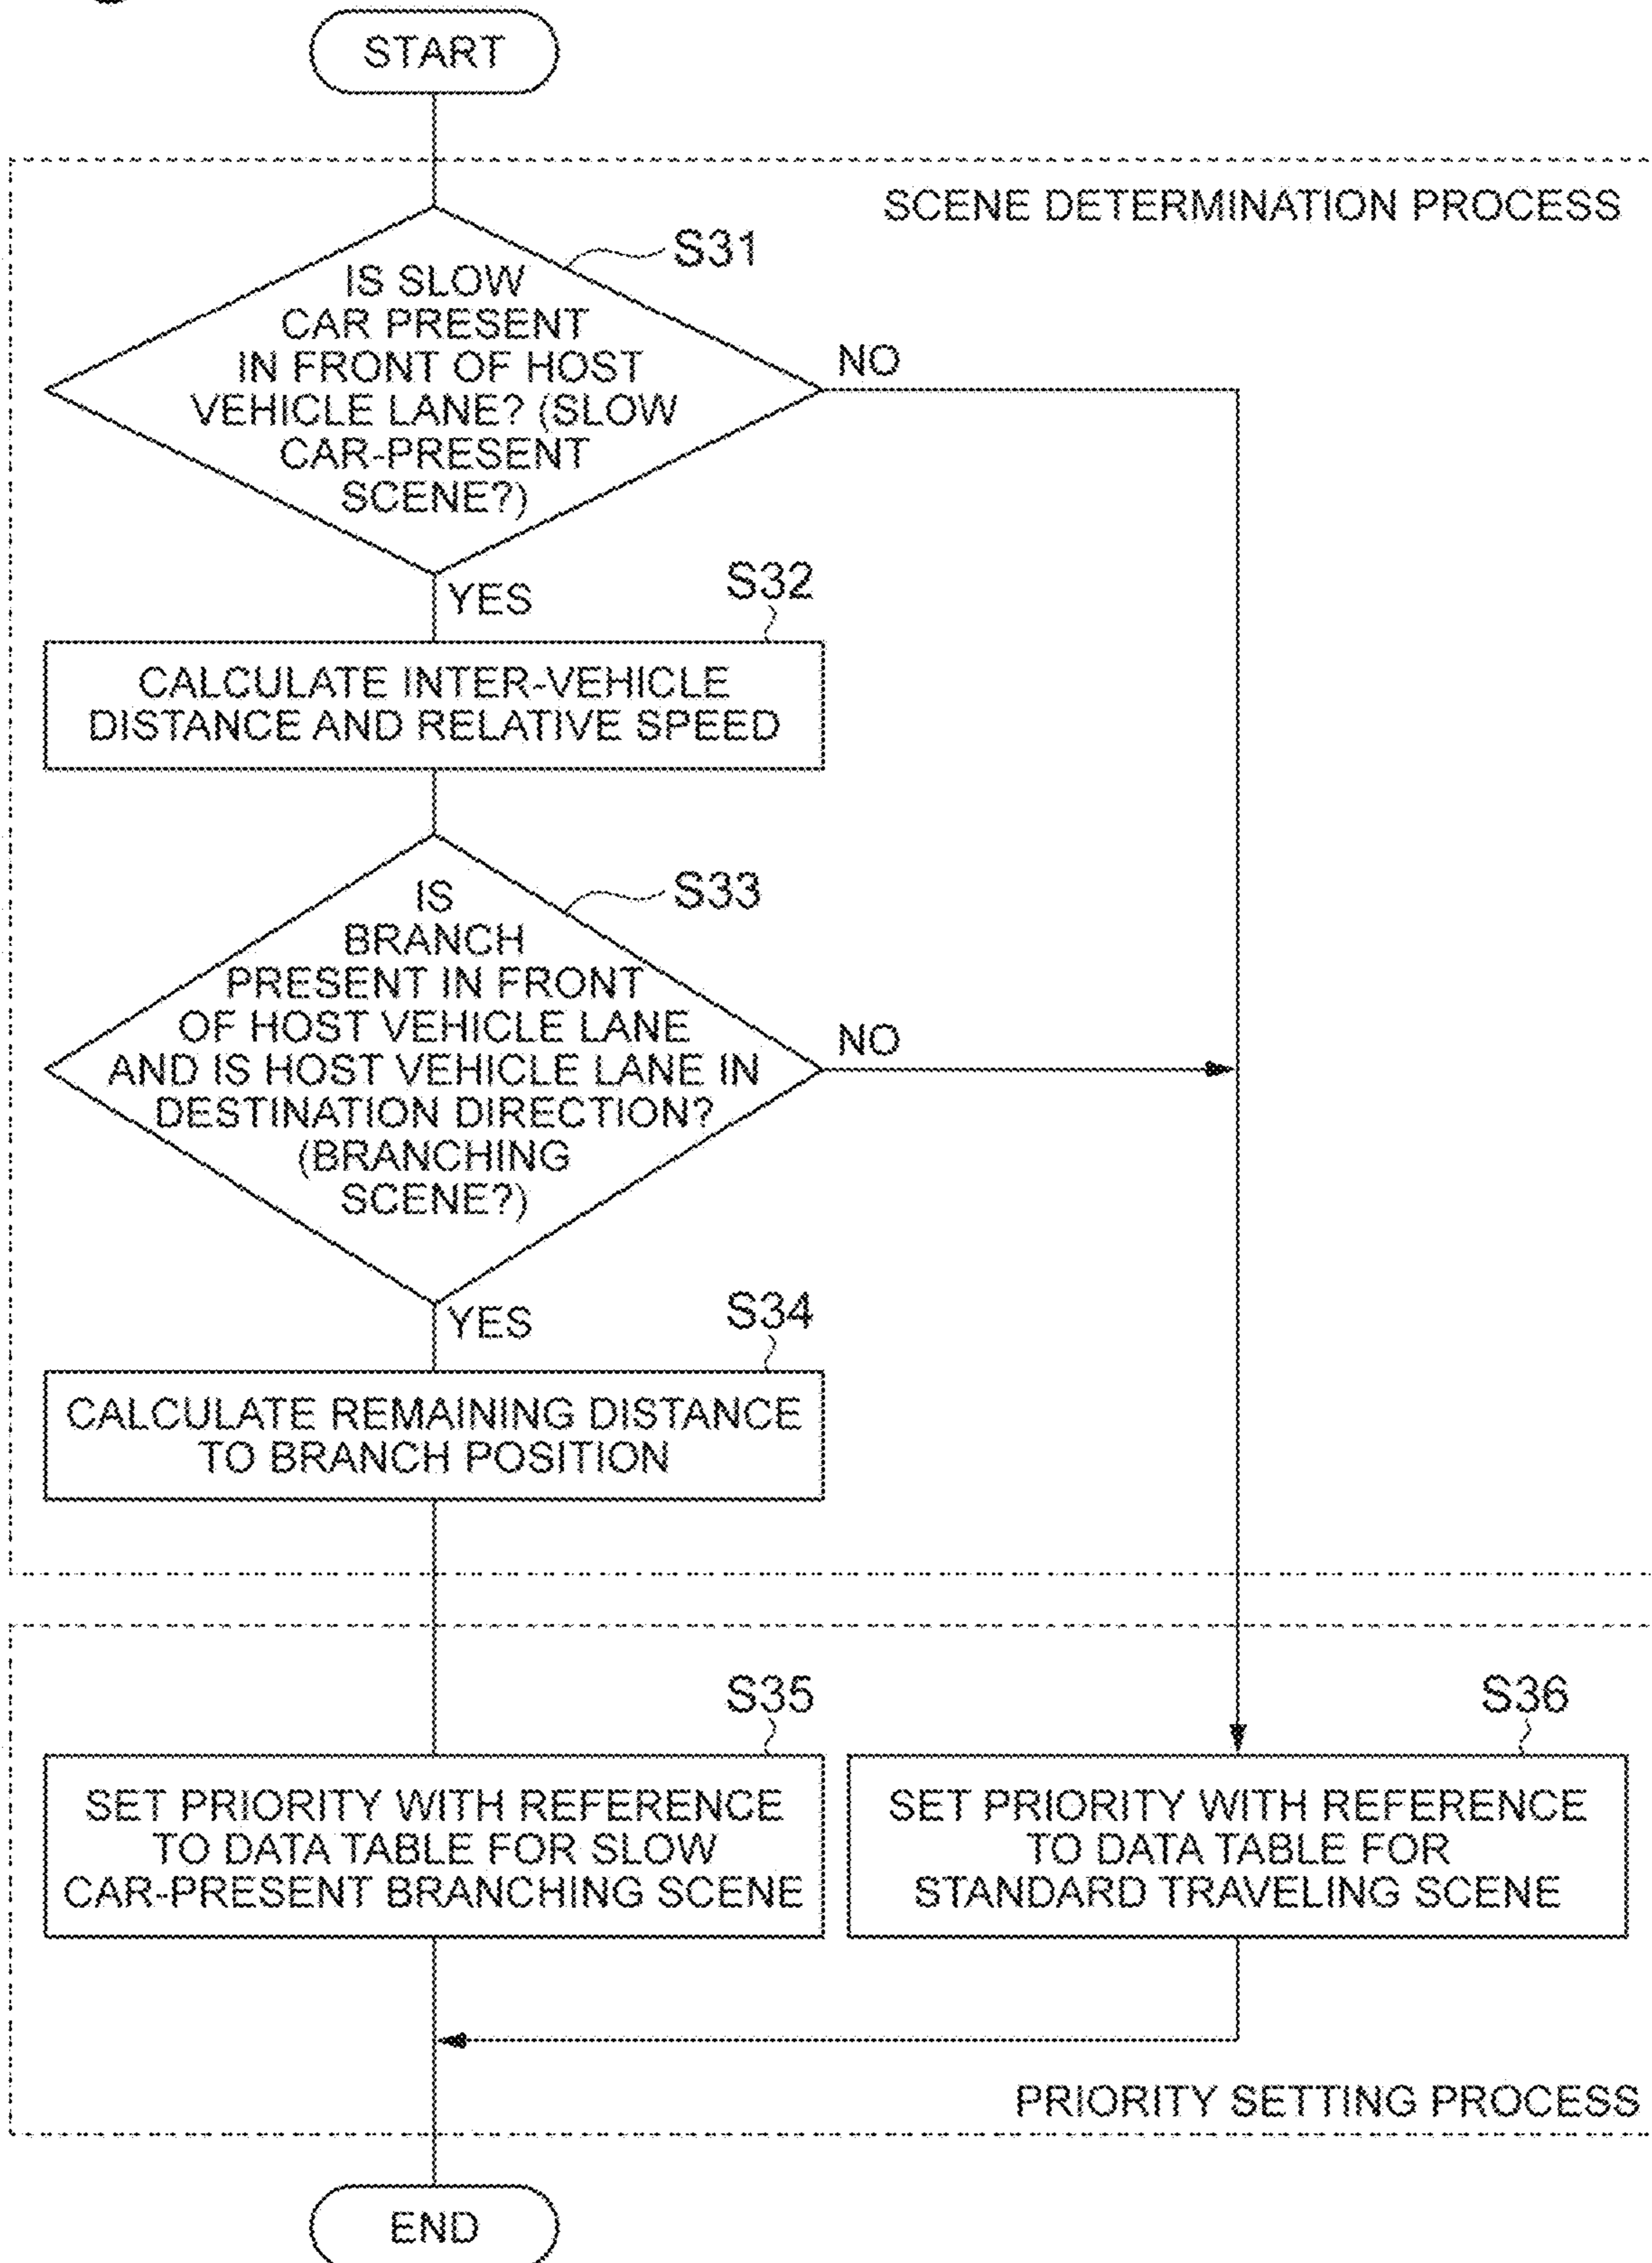 START
SCENE DETERMINATION PROCESS
S31
IS SLOW
CAR PRESENT
IN FRONT OF HOST
VEHICLE LANE? (SLOW
CAR-PRESENT
SCENE?)
NO
YES
S32
CALCULATE INTER-VEHICLE
DISTANCE AND RELATIVE SPEED
S33
IS
BRANCH
PRESENT IN FRONT
OF HOST VEHICLE LANE
AND IS HOST VEHICLE LANE IN
DESTINATION DIRECTION?
(BRANCHING
SCENE?)
NO
YES
S34
CALCULATE REMAINING DISTANCE
TO BRANCH POSITION
S35
SET PRIORITY WITH REFERENCE
TO DATA TABLE FOR SLOW
CAR-PRESENT BRANCHING SCENE
S36
SET PRIORITY WITH REFERENCE
TO DATA TABLE FOR
STANDARD TRAVELING SCENE
PRIORITY SETTING PROCESS
END